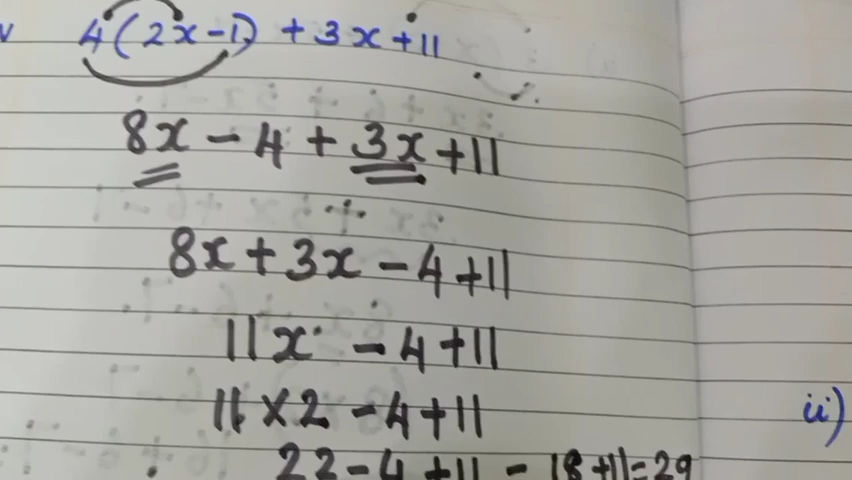 4(2x-1) + 3x+11
8x - 4 + 3x +11
8x + 3x - 4 +11
11x - 4 +11
11 × 2 - 4 +11
ii)
22 - 4 +11 - 18 +11=29